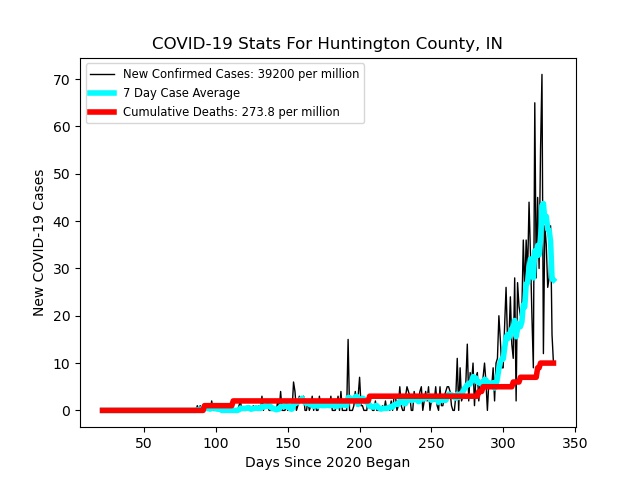 COVID-19 Stats For Huntington County, IN
New Confirmed Cases: 39200 per million
7 Day Case Average
Cumulative Deaths: 273.8 per million
New COVID-19 Cases
70
60
50
40
30
20
10
0
50 100 150 200 250 300 350
Days Since 2020 Began